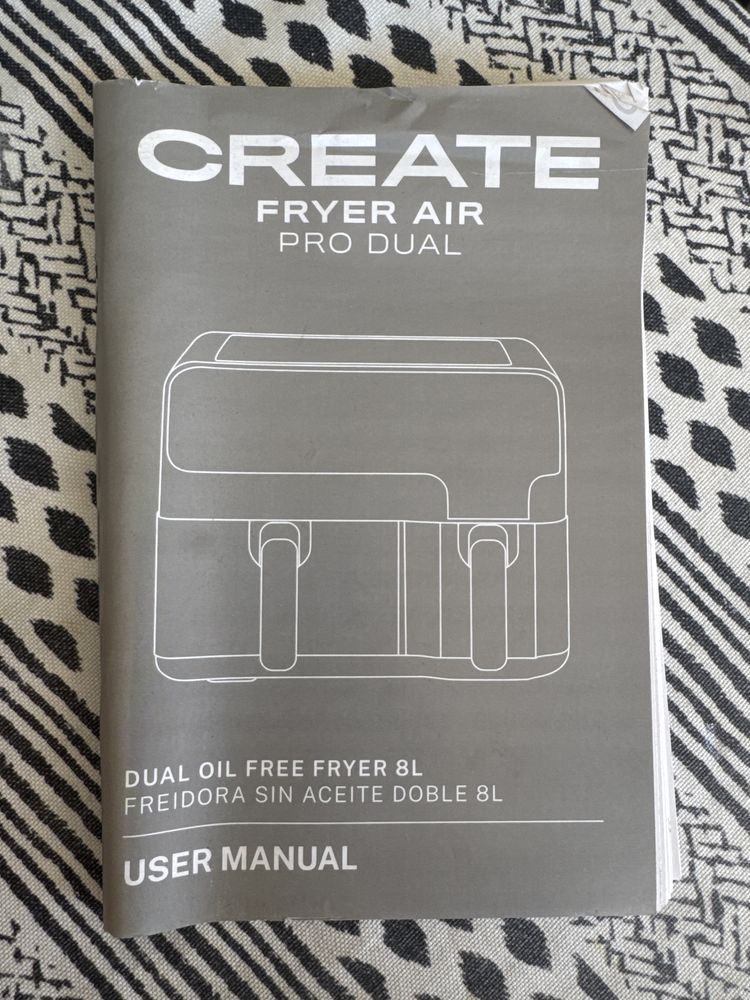 CREATE
FRYER AIR
PRO DUAL
DUAL OIL FREE FRYER 8L
FREIDORA SIN ACEITE DOBLE 8L
USER MANUAL